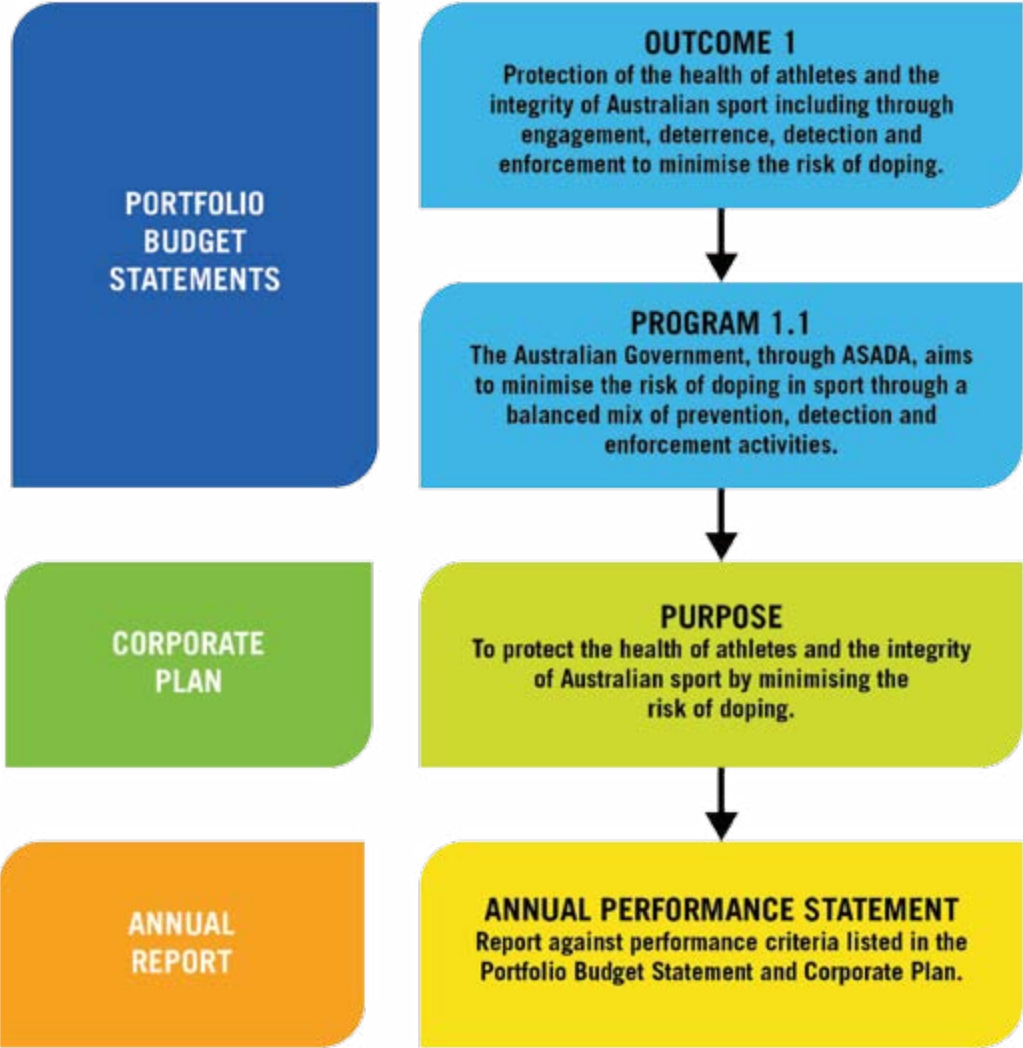 PORTFOLIO
BUDGET
STATEMENTS
OUTCOME 1
Protection of the health of athletes and the
integrity of Australian sport including through
engagement, deterrence, detection and
enforcement to minimise the risk of doping.
PROGRAM 1.1
The Australian Government, through ASADA, aims
to minimise the risk of doping in sport through a
balanced mix of prevention, detection and
enforcement activities.
CORPORATE
PLAN
PURPOSE
To protect the health of athletes and the integrity
of Australian sport by minimising the
risk of doping.
ANNUAL
REPORT
ANNUAL PERFORMANCE STATEMENT
Report against performance criteria listed in the
Portfolio Budget Statement and Corporate Plan.